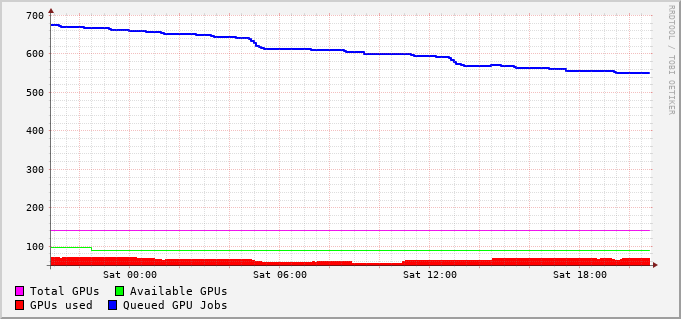 700
600
500
400
300
200
100
Sat 00:00 Sat 06:00 Sat 12:00 Sat 18:00
Total GPUs Available GPUs
GPUs used Queued GPU Jobs
RRDTOOL / TOBI OETIKER